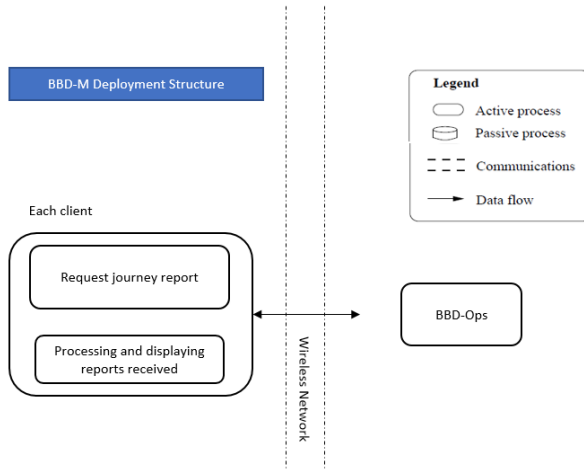 BBD-M Deployment Structure
Legend
Active process
Passive process
Communications
Data flow
Each client
Request journey report
Processing and displaying
reports received
Wireless Network
BBD-Ops